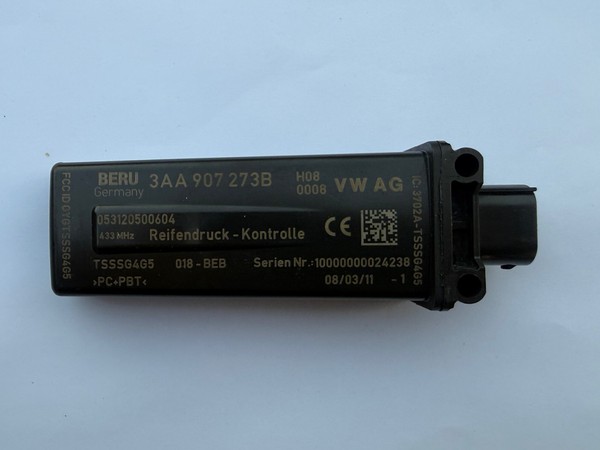 BERU
Germany
3AA 907 273B
H08
0008
VW AG
053120500604
433 MHz
Reifendruck-Kontrolle
CE
TSSSG4G5
Q18-BEB
Serien Nr.: 10000000024238
>PC+PBT<
08/03/11 - 1
FCC ID OYGTSSSG4G5
IC-3702A-TSSSG4G5